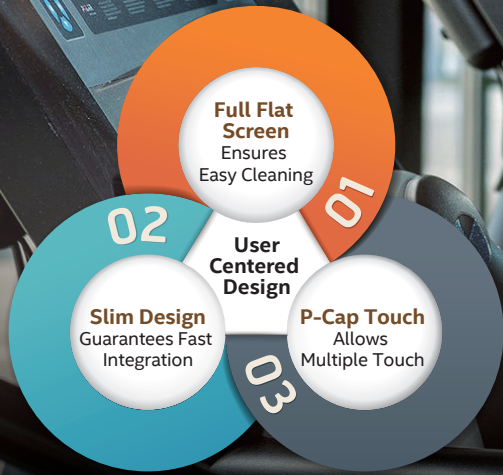 Full Flat
Screen
Ensures
Easy Cleaning
01
02
User
Centered
Design
Slim Design
Guarantees Fast
Integration
P-Cap Touch
Allows
Multiple Touch
03